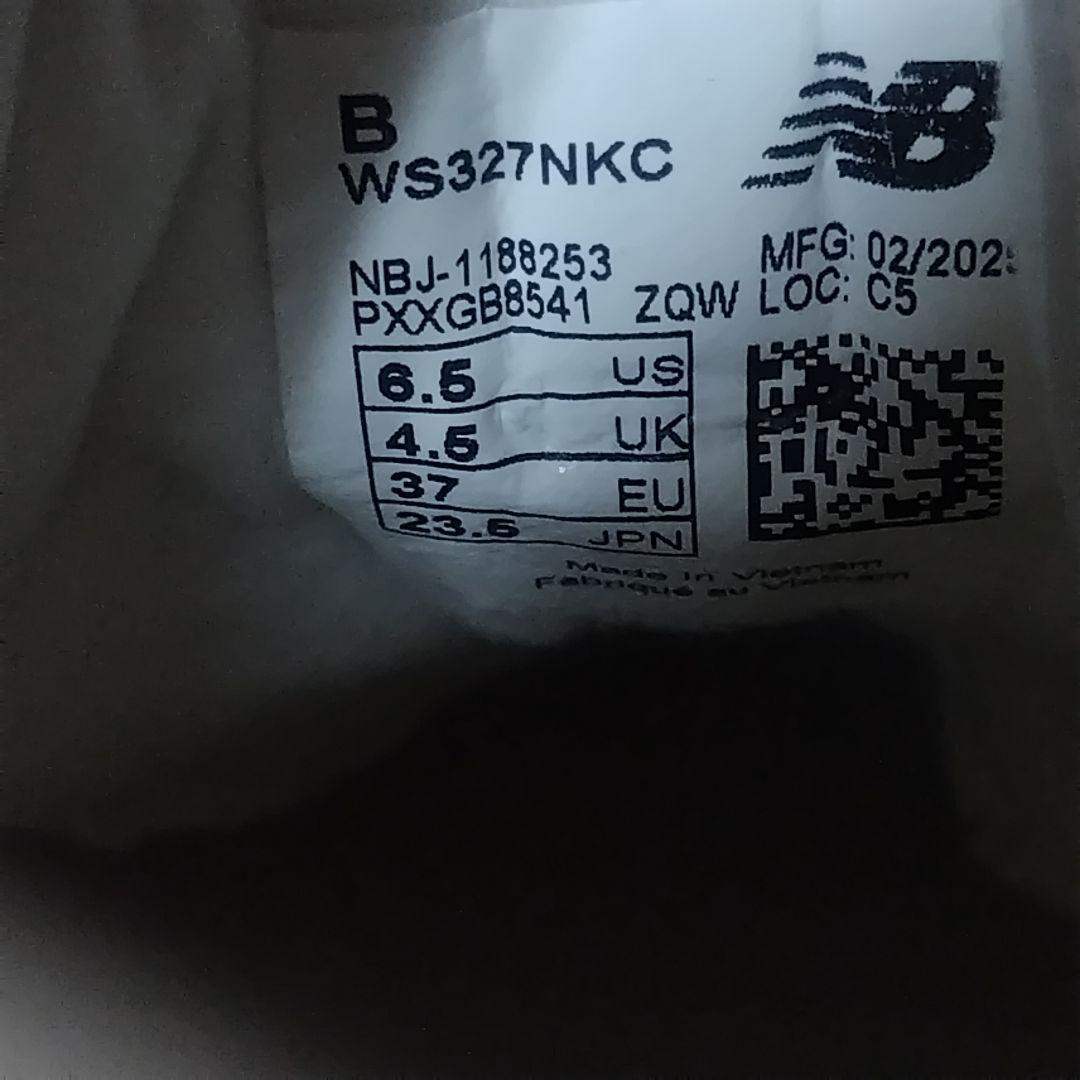 B
WS327NKC
NBJ-1188253
PXXGB8541 ZQW
MFG: 02/202
LOC: C5
6.5 US
4.5 UK
37 EU
23.5 JPN
Made in Vietnam
Fabriqué au Vietnam